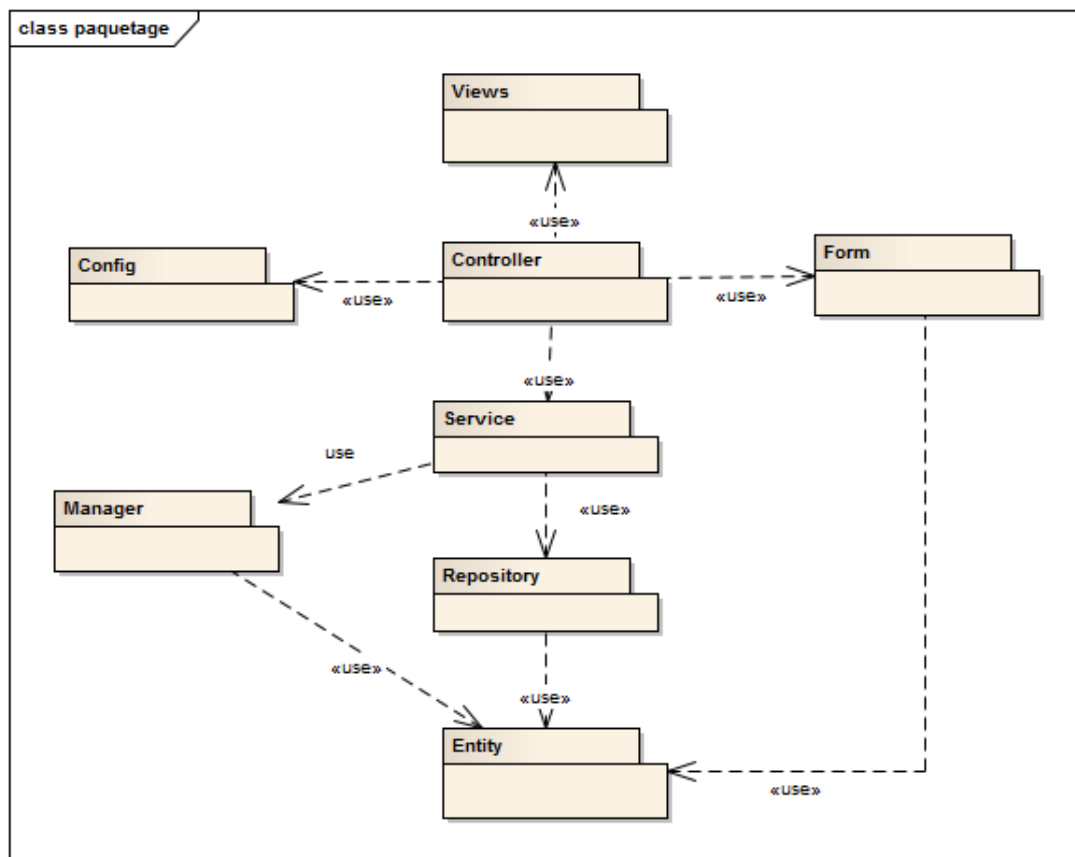 class paquetage
Views
«use»
Config
Controller
Form
«use»
«use»
«use»
Service
use
Manager
«use»
Repository
«use»
«use»
Entity
«use»